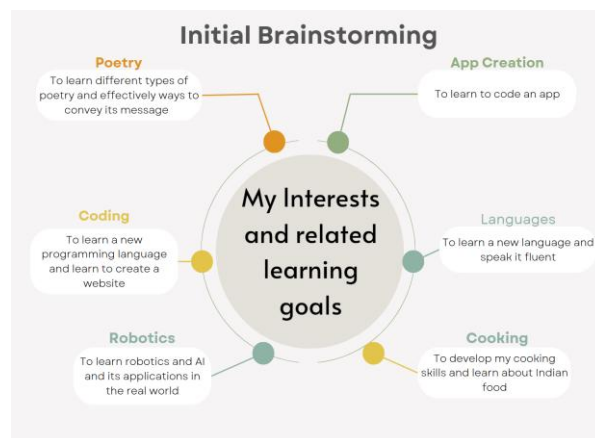 Initial Brainstorming
Poetry
To learn different types of
poetry and effectively ways to
convey its message
App Creation
To learn to code an app
My Interests
and related
learning
goals
Coding
To learn a new
programming language
and learn to create a
website
Languages
To learn a new language and
speak it fluent
Robotics
To learn robotics and AI
and its applications in
the real world
Cooking
To develop my cooking
skills and learn about Indian
food